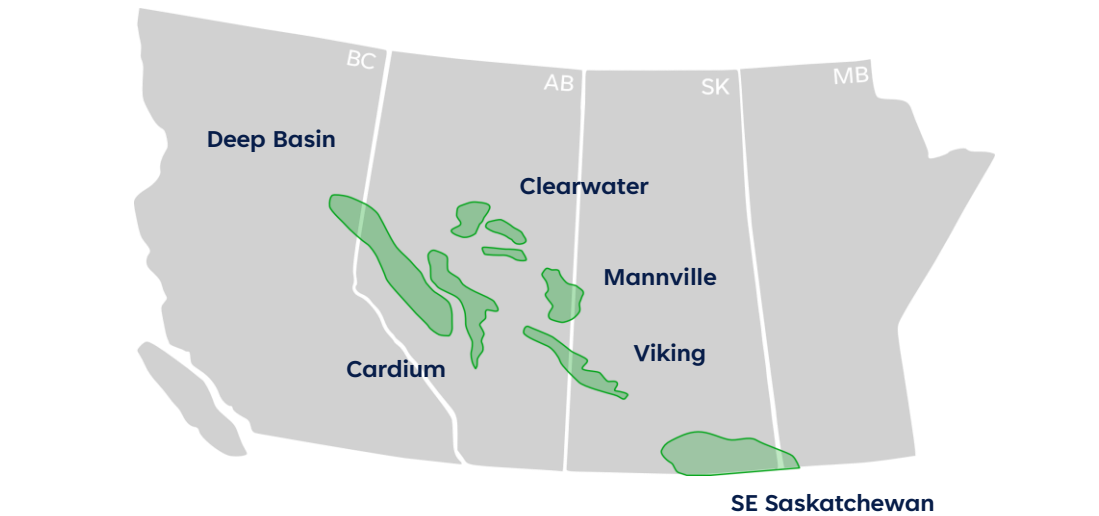 BC
AB
SK
MB
Deep Basin
Clearwater
Mannville
Viking
Cardium
SE Saskatchewan